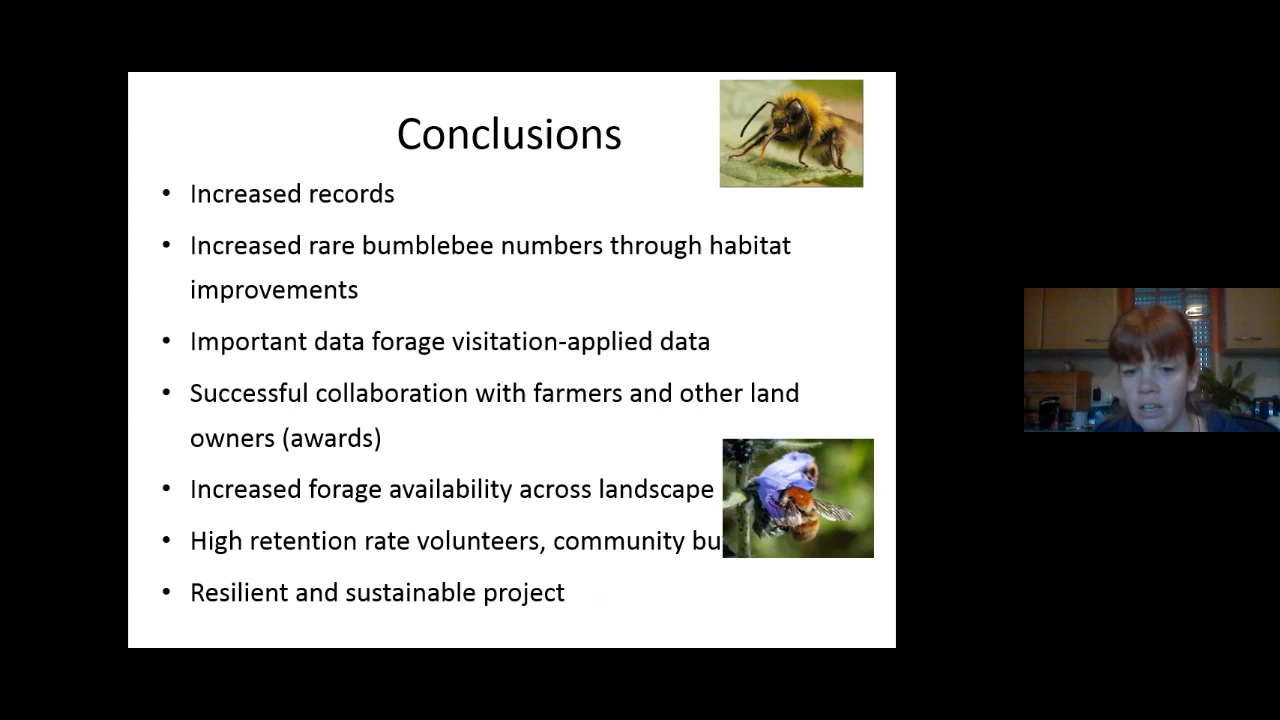 Conclusions
• Increased records
• Increased rare bumblebee numbers through habitat
improvements
• Important data forage visitation-applied data
• Successful collaboration with farmers and other land
owners (awards)
• Increased forage availability across landscape
• High retention rate volunteers, community
• Resilient and sustainable project